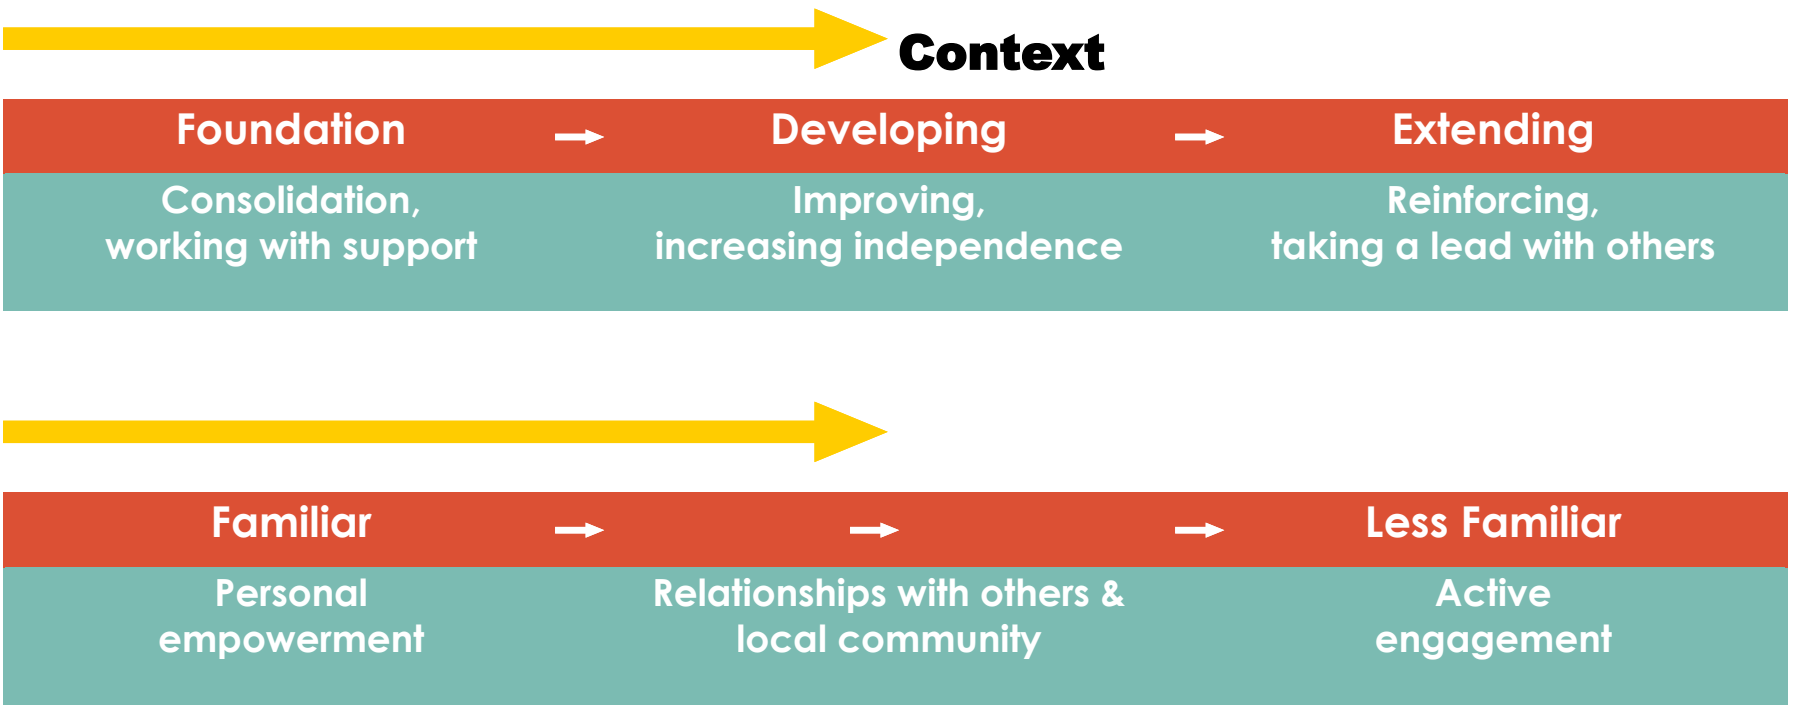 Context
Foundation → Developing → Extending
Consolidation, Improving, Reinforcing,
working with support increasing independence taking a lead with others
Familiar → → → Less Familiar
Personal Relationships with others & Active
empowerment local community engagement